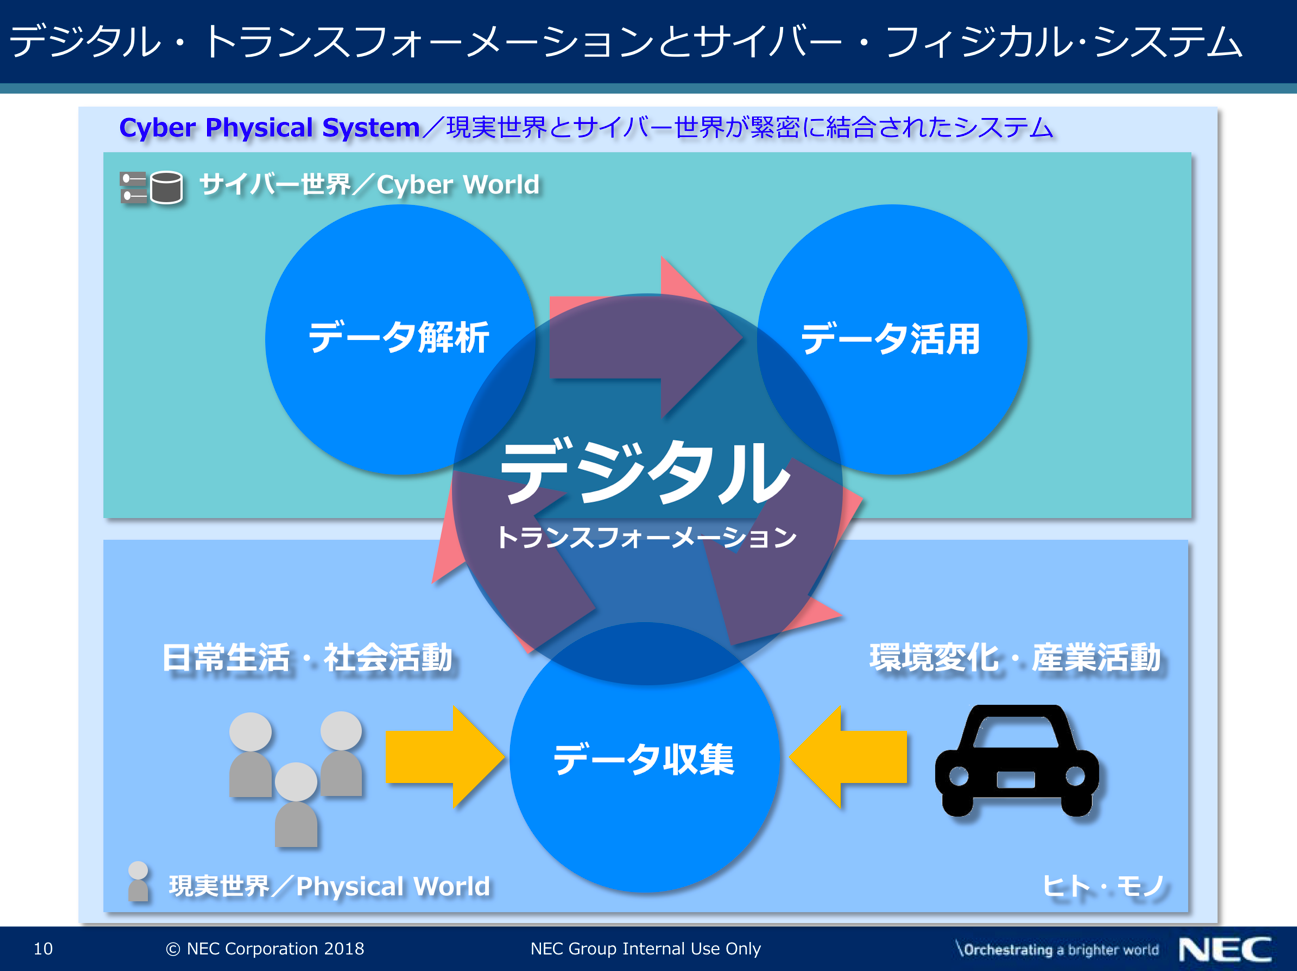 デジタル・トランスフォーメーションとサイバー・フィジカル･システム
Cyber Physical System／現実世界とサイバー世界が緊密に結合されたシステム
サイバー世界／Cyber World
データ解析
データ活用
デジタル
トランスフォーメーション
日常生活・社会活動
環境変化・産業活動
データ収集
現実世界／Physical World
ヒト・モノ
10
© NEC Corporation 2018
NEC Group Internal Use Only
\Orchestrating a brighter world
NEC